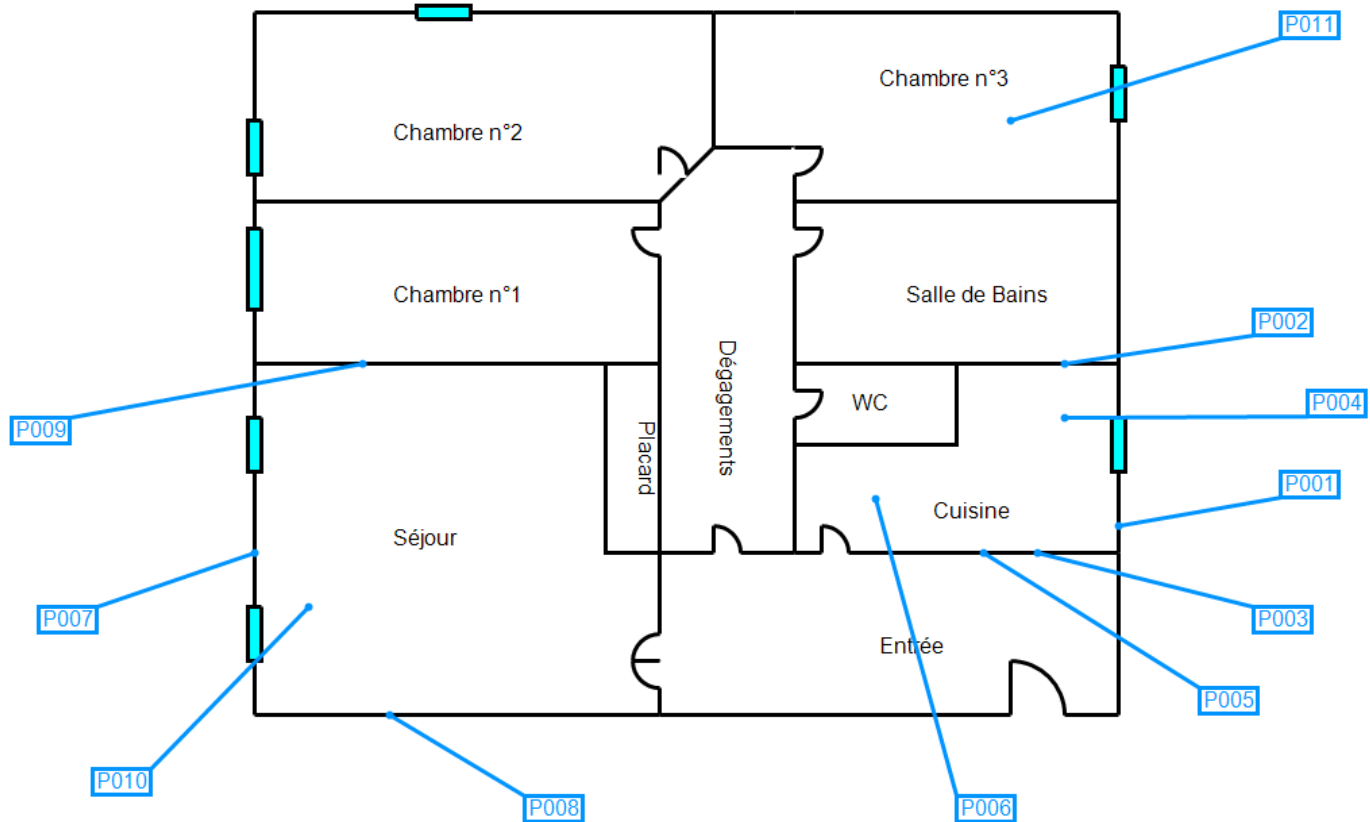 P011
Chambre n°3
Chambre n°2
Chambre n°1
Salle de Bains
P002
Dégagements
WC
P004
P009
Placard
P001
Cuisine
Séjour
P007
P003
Entrée
P005
P010
P008
P006